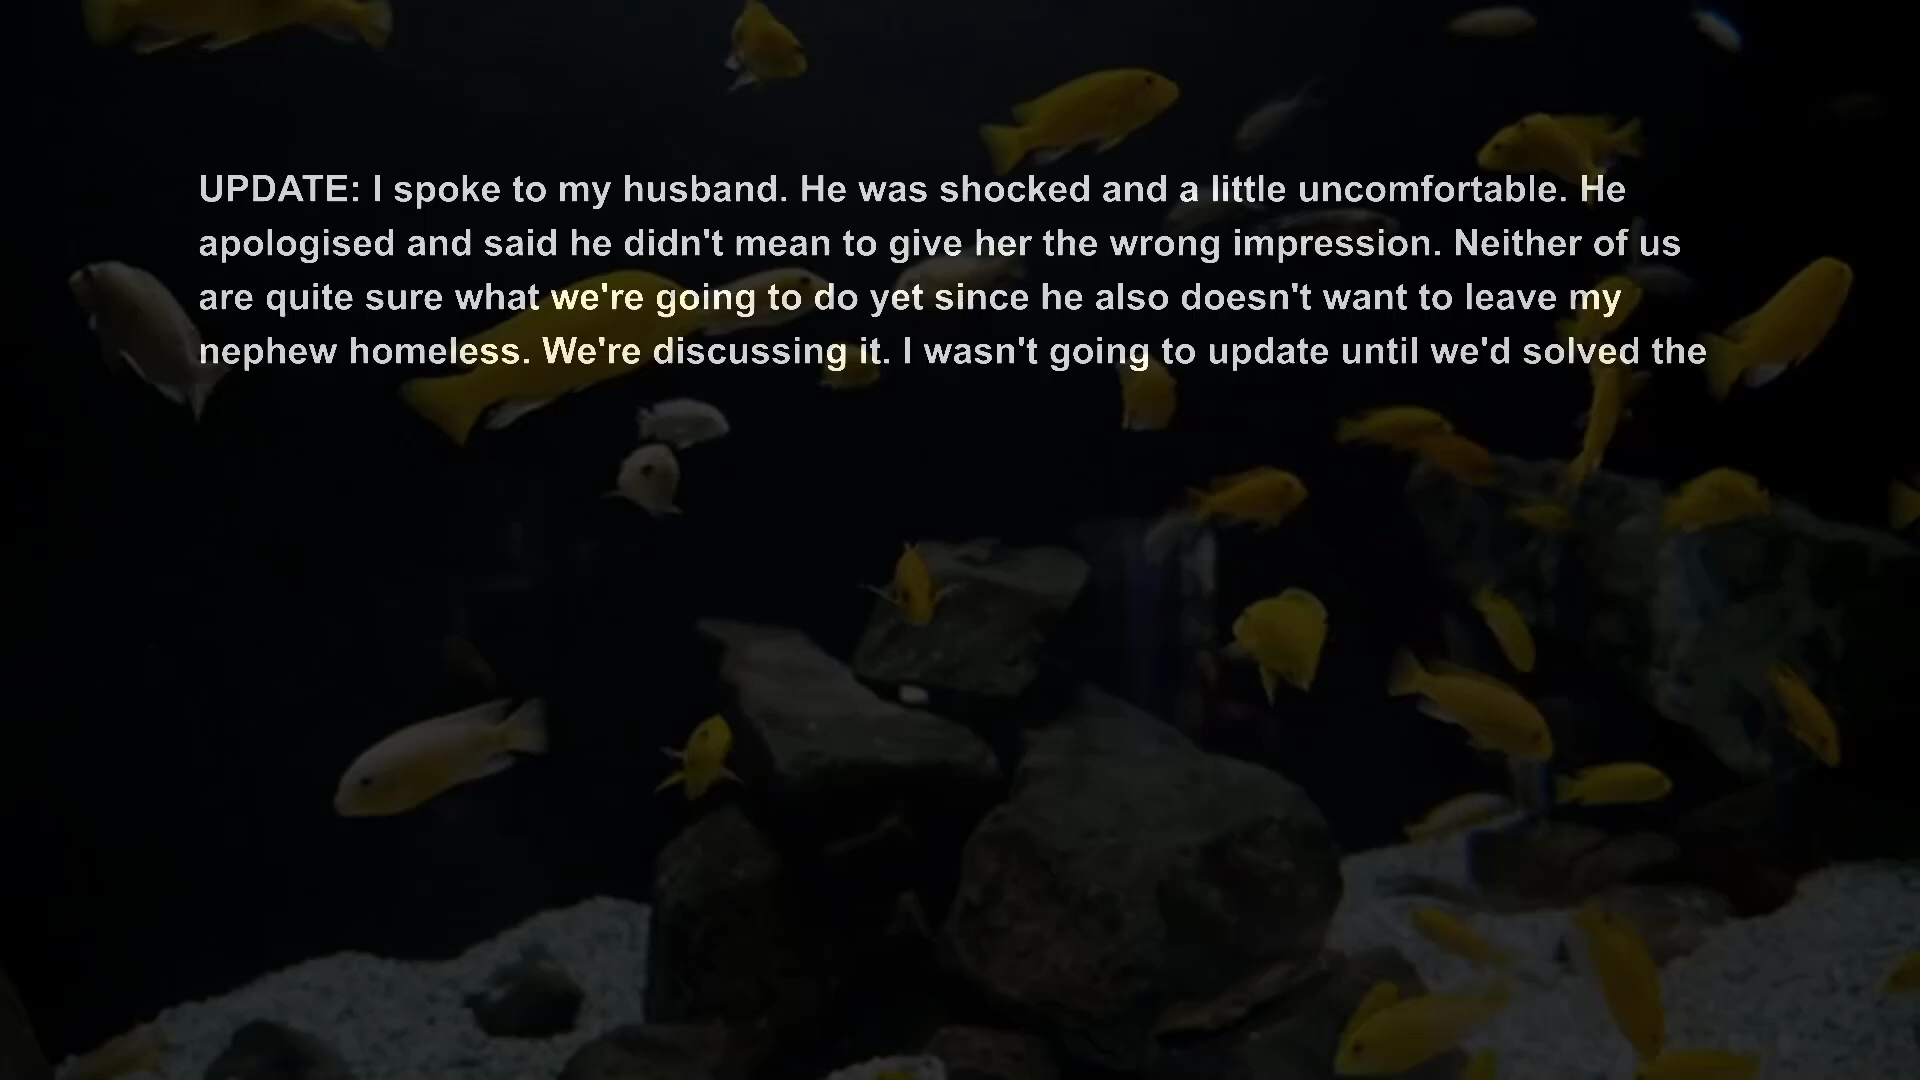 UPDATE: I spoke to my husband. He was shocked and a little uncomfortable. He
apologised and said he didn't mean to give her the wrong impression. Neither of us
are quite sure what we're going to do yet since he also doesn't want to leave my
nephew homeless. We're discussing it. I wasn't going to update until we'd solved the